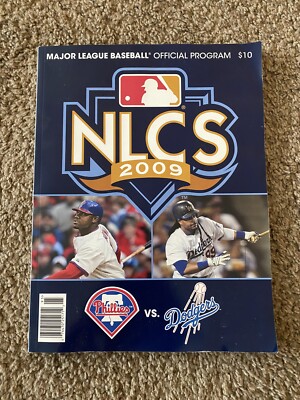 MAJOR LEAGUE BASEBALL® OFFICIAL PROGRAM $10
NLCS
2009
Phillies
VS.
Dodgers